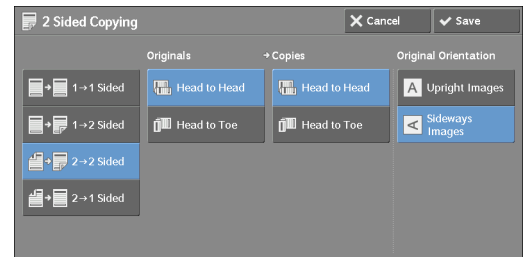 2 Sided Copying
Cancel
Save
Originals
→ Copies
Original Orientation
1→1 Sided
Head to Head
Head to Head
A Upright Images
1→2 Sided
Head to Toe
Head to Toe
A Sideways
Images
2→2 Sided
2→1 Sided